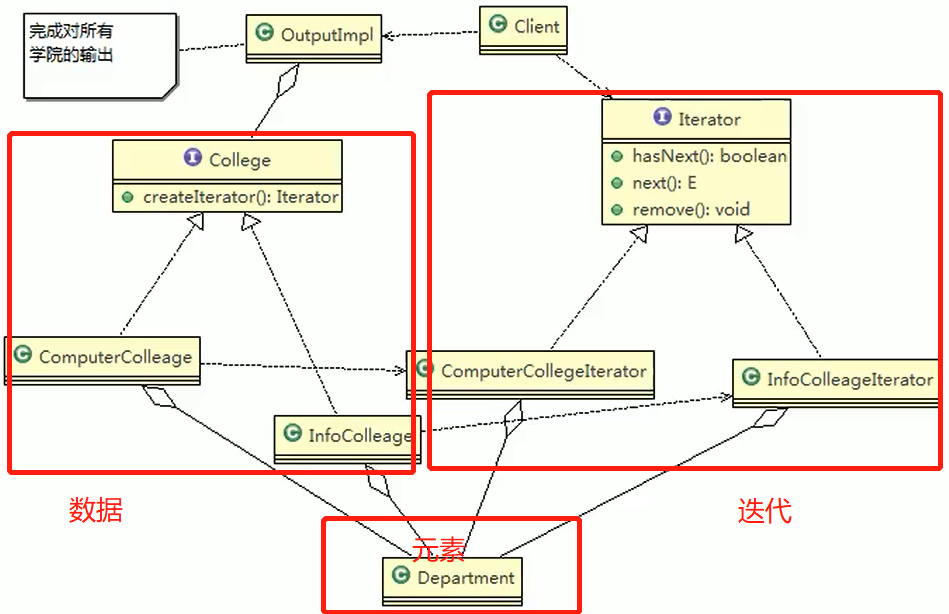 完成对所有
学院的输出
OutputImpl
Client
College
createIterator(): Iterator
Iterator
hasNext(): boolean
next(): E
remove(): void
ComputerColleage
ComputerCollegeIterator
InfoColleageIterator
InfoColleage
数据
迭代
元素
Department